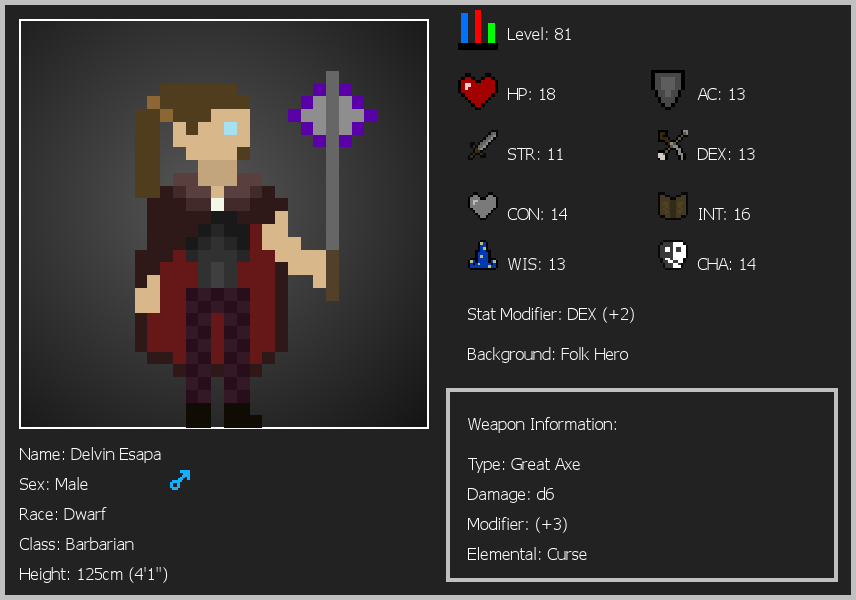 Level: 81
HP: 18
AC: 13
STR: 11
DEX: 13
CON: 14
INT: 16
WIS: 13
CHA: 14
Stat Modifier: DEX (+2)
Background: Folk Hero
Weapon Information:
Type: Great Axe
Damage: d6
Modifier: (+3)
Elemental: Curse
Name: Delvin Esapa
Sex: Male
Race: Dwarf
Class: Barbarian
Height: 125cm (4'1")